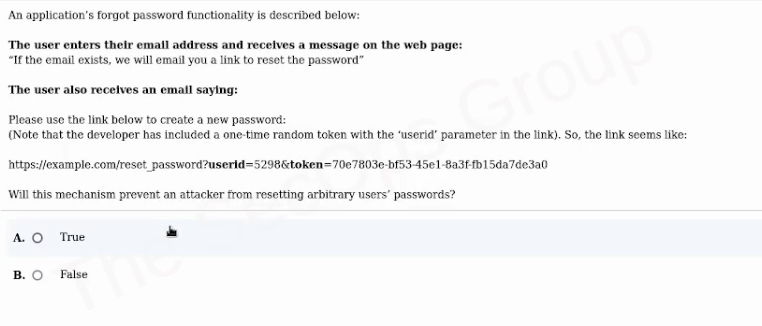 An application's forgot password functionality is described below:
The user enters their email address and receives a message on the web page:
"If the email exists, we will email you a link to reset the password"
The user also receives an email saying:
Please use the link below to create a new password:
(Note that the developer has included a one-time random token with the 'userid' parameter in the link). So, the link seems like:
https://example.com/reset_password?userid=5298&token=70e7803e-bf53-45e1-8a3f-fb15da7de3a0
Will this mechanism prevent an attacker from resetting arbitrary users' passwords?
A. True
B. False
The SecOps Group